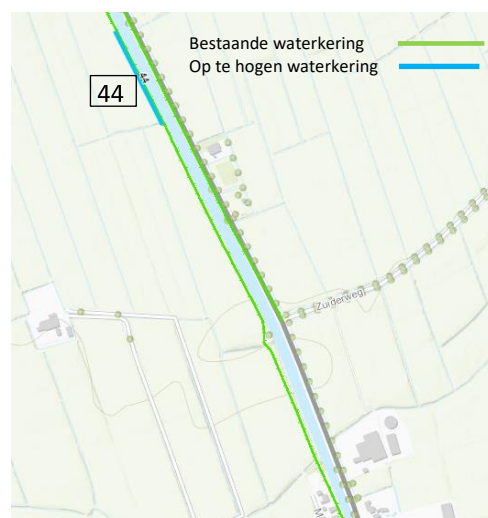 Bestaande waterkering
Op te hogen waterkering
44
44
Zuiderweg